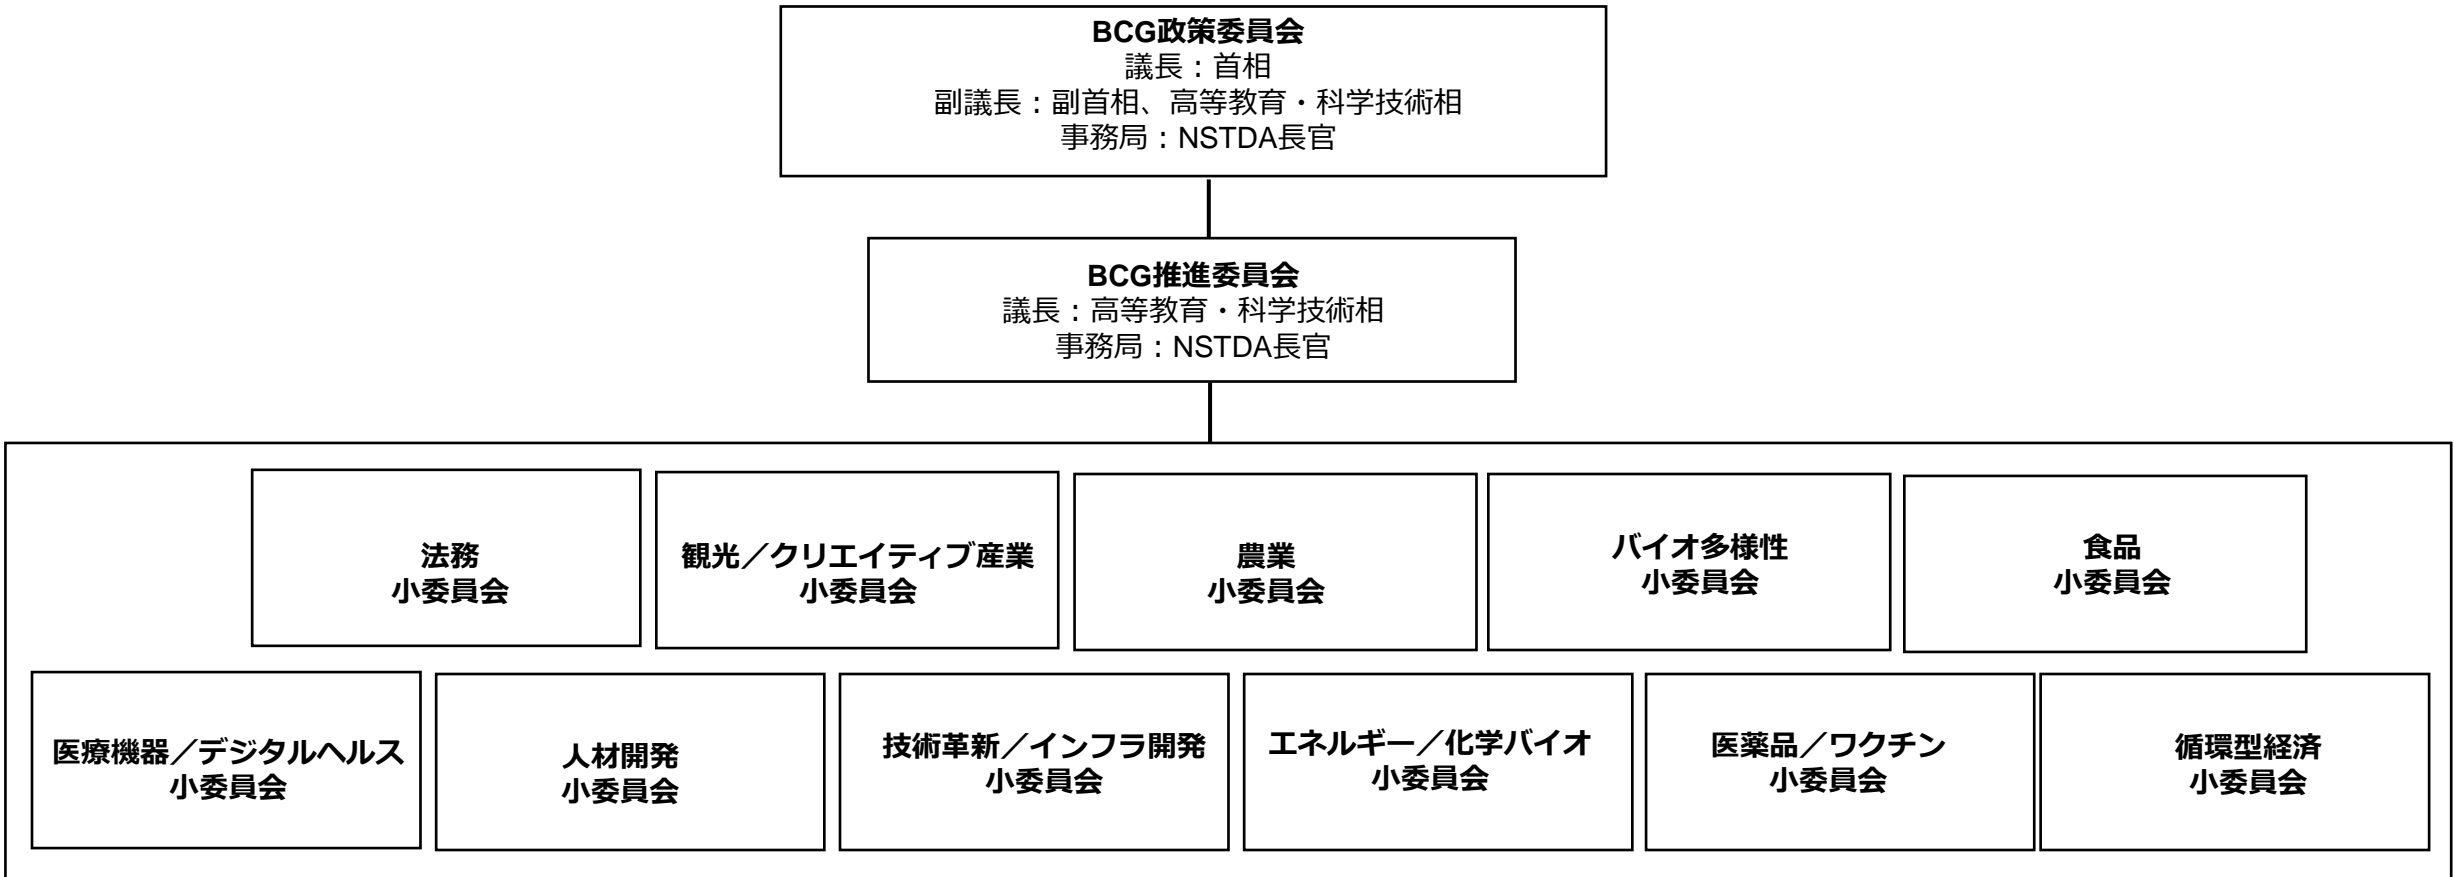 BCG政策委員会
議長：首相
副議長：副首相、高等教育・科学技術相
事務局：NSTDA長官
BCG推進委員会
議長：高等教育・科学技術相
事務局：NSTDA長官
法務
小委員会
観光／クリエイティブ産業
小委員会
農業
小委員会
バイオ多様性
小委員会
食品
小委員会
医療機器／デジタルヘルス
小委員会
人材開発
小委員会
技術革新／インフラ開発
小委員会
エネルギー／化学バイオ
小委員会
医薬品／ワクチン
小委員会
循環型経済
小委員会